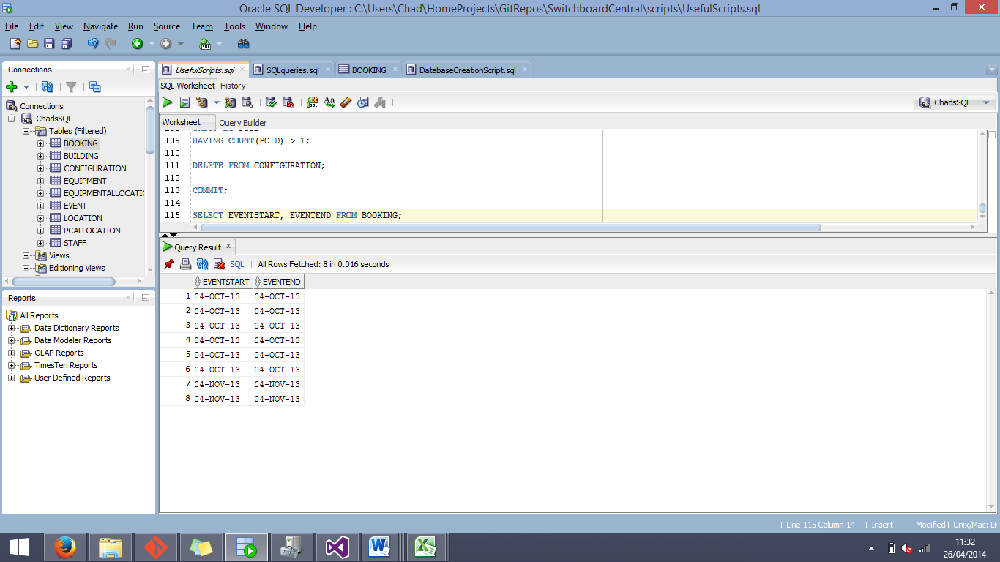 Oracle SQL Developer : C:\Users\Chad\HomeProjects\GitRepos\SwitchboardCentral\scripts\UsefulScripts.sql
File Edit View Navigate Run Source Team Tools Window Help
Connections
Connections
ChadsSQL
Tables (Filtered)
BOOKING
BUILDING
CONFIGURATION
EQUIPMENT
EQUIPMENTALLOCATI
EVENT
LOCATION
PCALLOCATION
STAFF
Views
Editioning Views
Reports
All Reports
Data Dictionary Reports
Data Modeler Reports
OLAP Reports
TimesTen Reports
User Defined Reports
UsefulScripts.sql SQLqueries.sql BOOKING DatabaseCreationScript.sql
SQL Worksheet History
ChadsSQL
Worksheet Query Builder
109 HAVING COUNT(PCID) > 1;
110
111 DELETE FROM CONFIGURATION;
112
113 COMMIT;
114
115 SELECT EVENTSTART, EVENTEND FROM BOOKING;
Query Result
SQL All Rows Fetched: 8 in 0.016 seconds
EVENTSTART EVENTEND
1 04-OCT-13 04-OCT-13
2 04-OCT-13 04-OCT-13
3 04-OCT-13 04-OCT-13
4 04-OCT-13 04-OCT-13
5 04-OCT-13 04-OCT-13
6 04-OCT-13 04-OCT-13
7 04-NOV-13 04-NOV-13
8 04-NOV-13 04-NOV-13
Line 115 Column 14 Insert Modified Unix/Mac: LF
11:32
26/04/2014